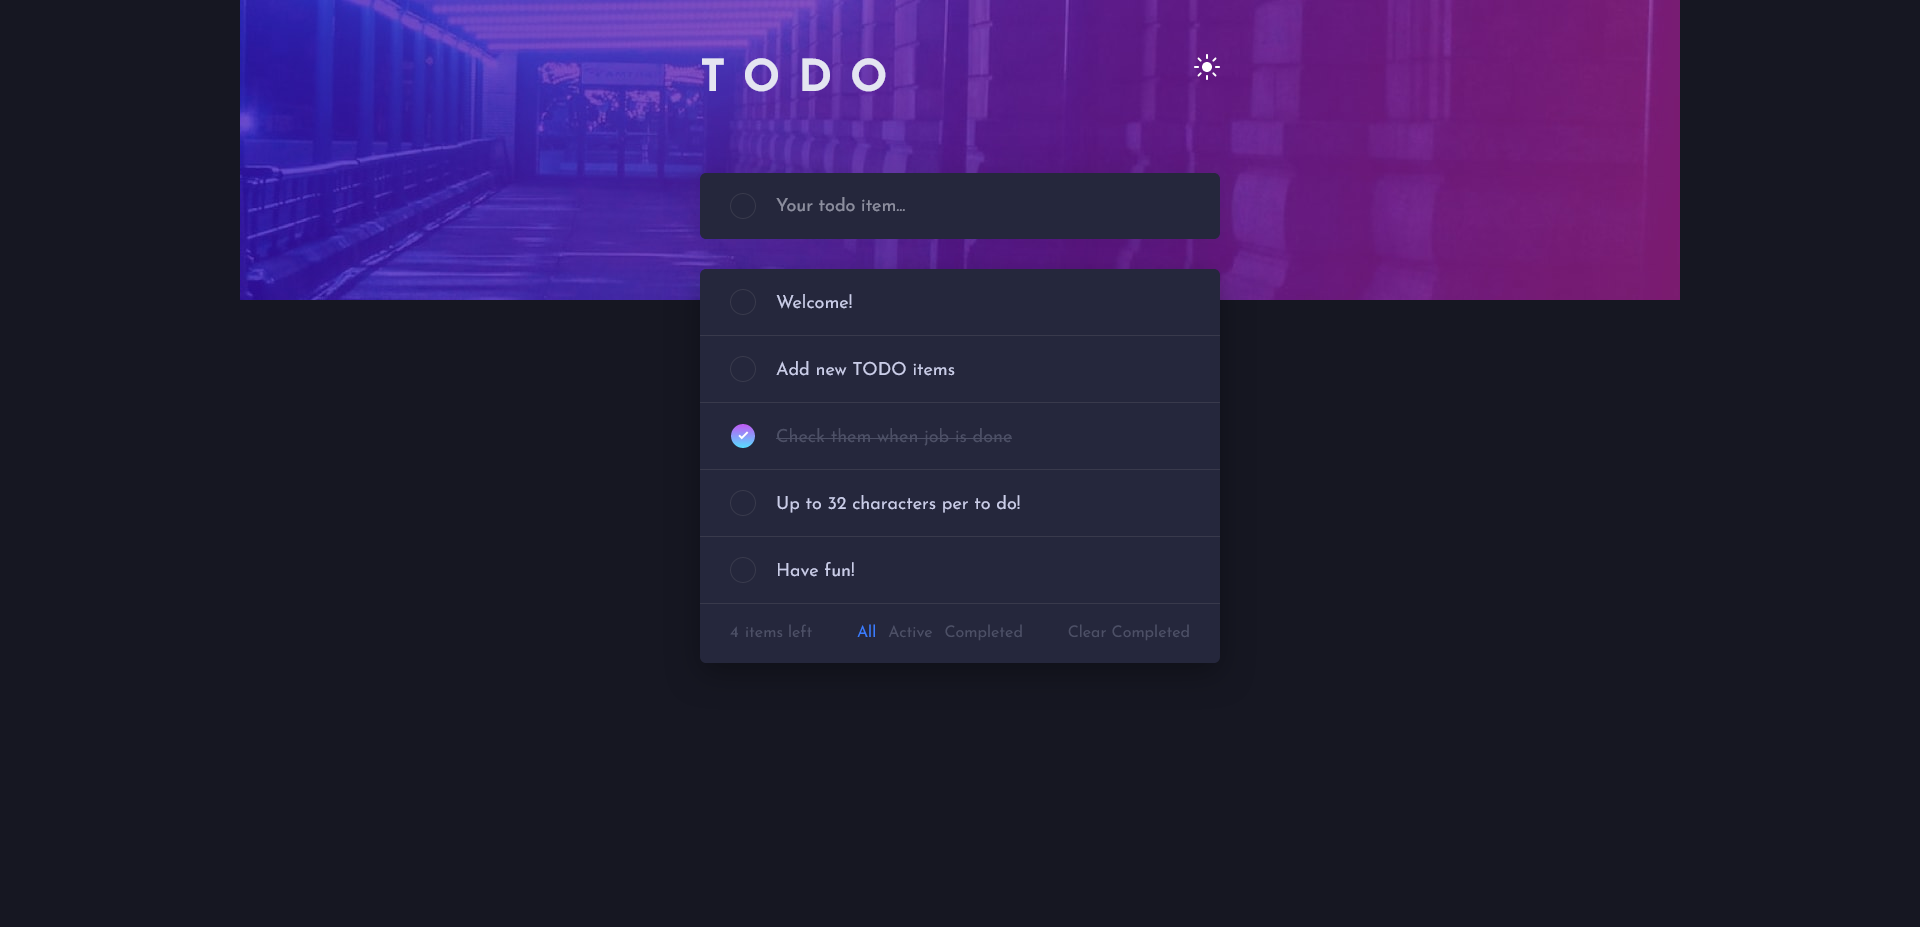 TODO
Your todo item...
Welcome!
Add new TODO items
Check them when job is done
Up to 32 characters per to do!
Have fun!
4 items left All Active Completed Clear Completed